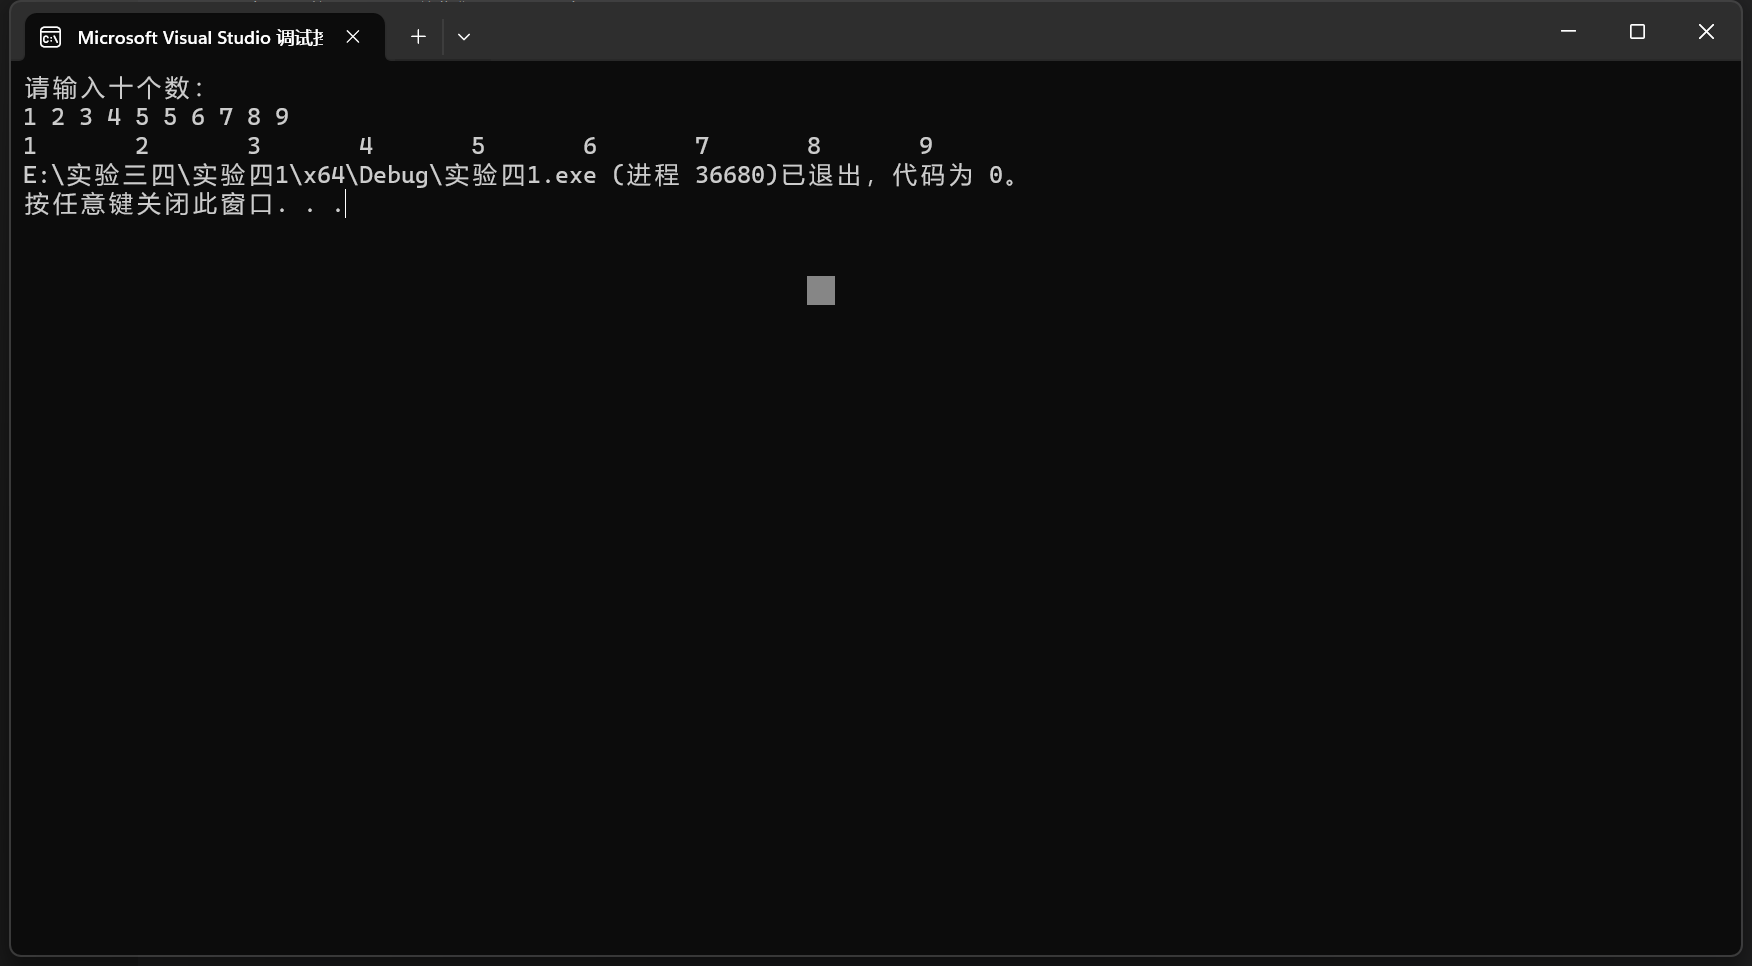 Microsoft Visual Studio 调试
请输入十个数：
1 2 3 4 5 5 6 7 8 9
1 2 3 4 5 6 7 8 9
E:\实验三四\实验四1\x64\Debug\实验四1.exe (进程 36680)已退出，代码为 0。
按任意键关闭此窗口. . .